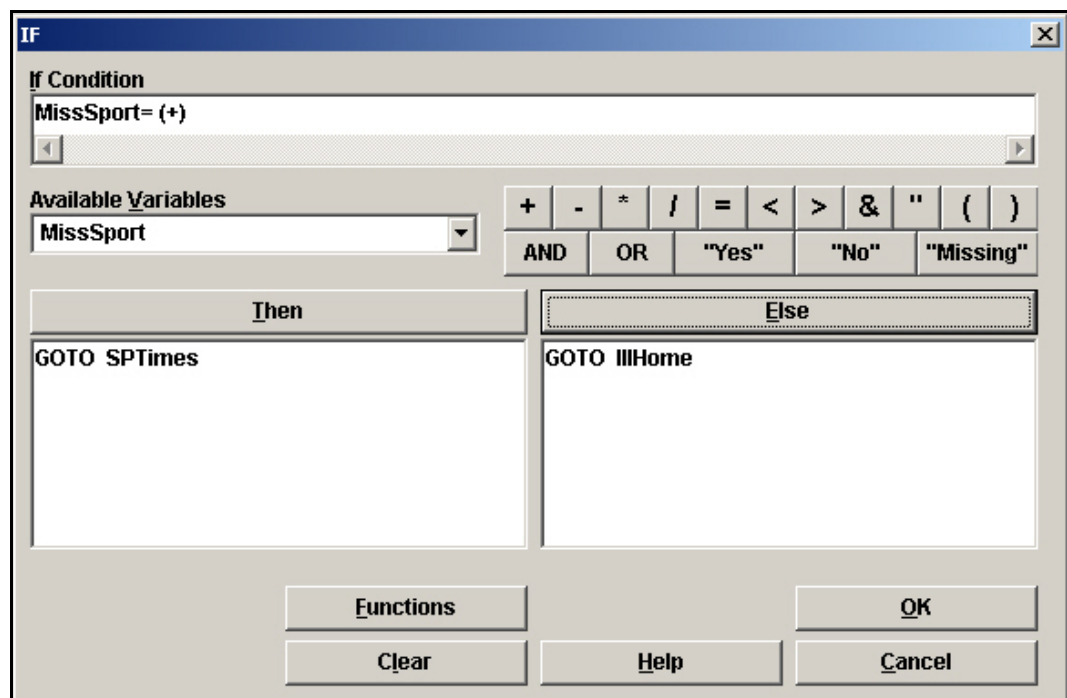 IF
If Condition
MissSport= (+)
Available Variables
MissSport
+ - * / = < > & " ( )
AND OR "Yes" "No" "Missing"
Then Else
GOTO SPTimes
GOTO IllHome
Functions OK
Clear Help Cancel